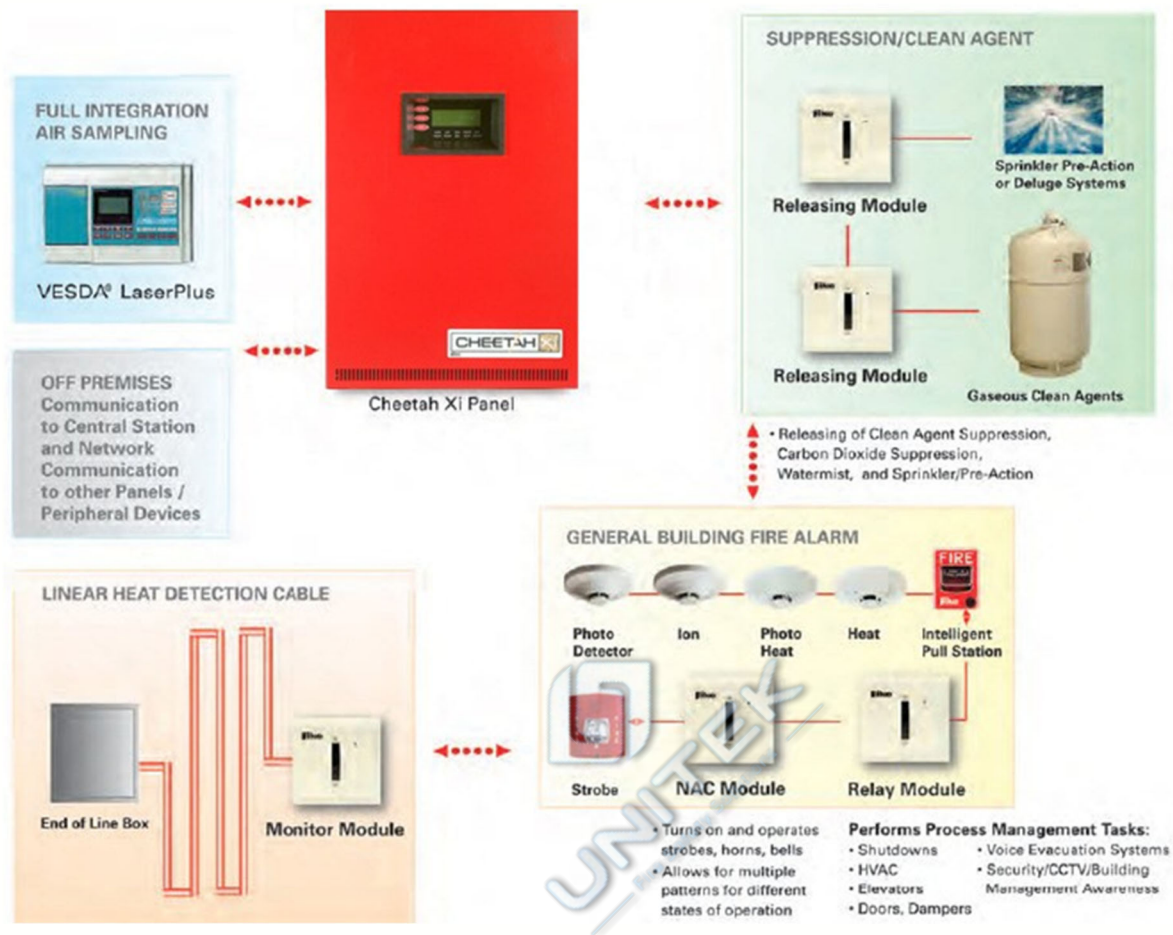 FULL INTEGRATION
AIR SAMPLING
VESDA® LaserPlus
OFF PREMISES
Communication
to Central Station
and Network
Communication
to other Panels /
Peripheral Devices
CHEETAH Xi
Cheetah Xi Panel
SUPPRESSION/CLEAN AGENT
Releasing Module
Sprinkler Pre-Action
or Deluge Systems
Releasing Module
Gaseous Clean Agents
• Releasing of Clean Agent Suppression,
Carbon Dioxide Suppression,
Watermist, and Sprinkler/Pre-Action
LINEAR HEAT DETECTION CABLE
End of Line Box
Monitor Module
GENERAL BUILDING FIRE ALARM
FIRE
Photo
Detector
Ion
Photo
Heat
Heat
Intelligent
Pull Station
Strobe
NAC Module
Relay Module
• Turns on and operates
strobes, horns, bells
• Allows for multiple
patterns for different
states of operation
Performs Process Management Tasks:
• Shutdowns
• HVAC
• Elevators
• Doors, Dampers
• Voice Evacuation Systems
• Security/CCTV/Building
Management Awareness
UNITEK